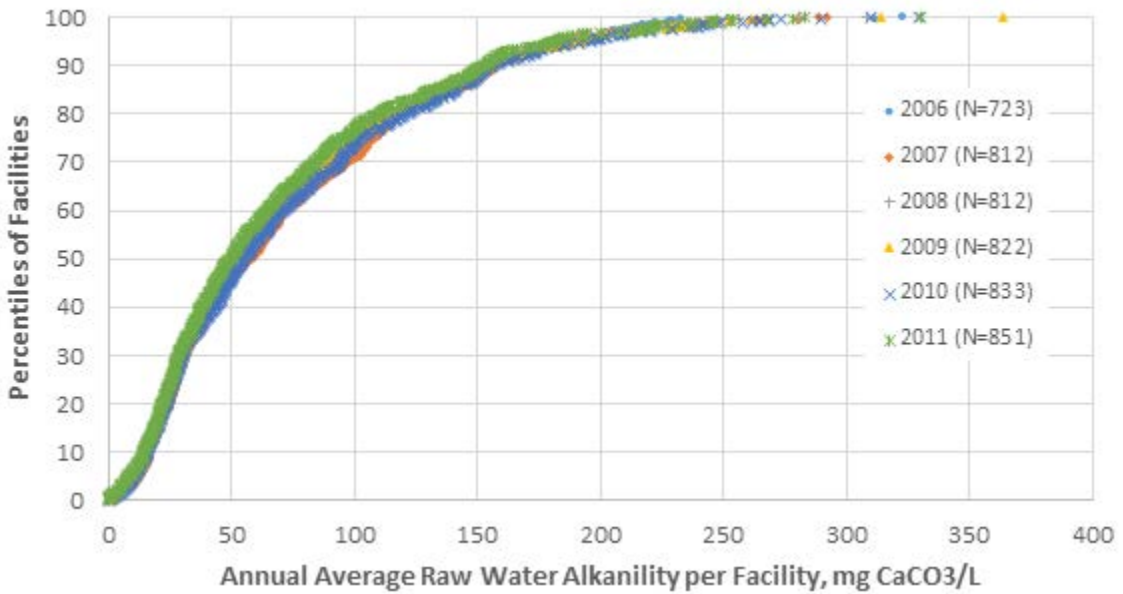 100
90
80
70
60
50
40
30
20
10
0
Percentiles of Facilities
2006 (N=723)
2007 (N=812)
2008 (N=812)
2009 (N=822)
2010 (N=833)
2011 (N=851)
0 50 100 150 200 250 300 350 400
Annual Average Raw Water Alkanility per Facility, mg CaCO3/L